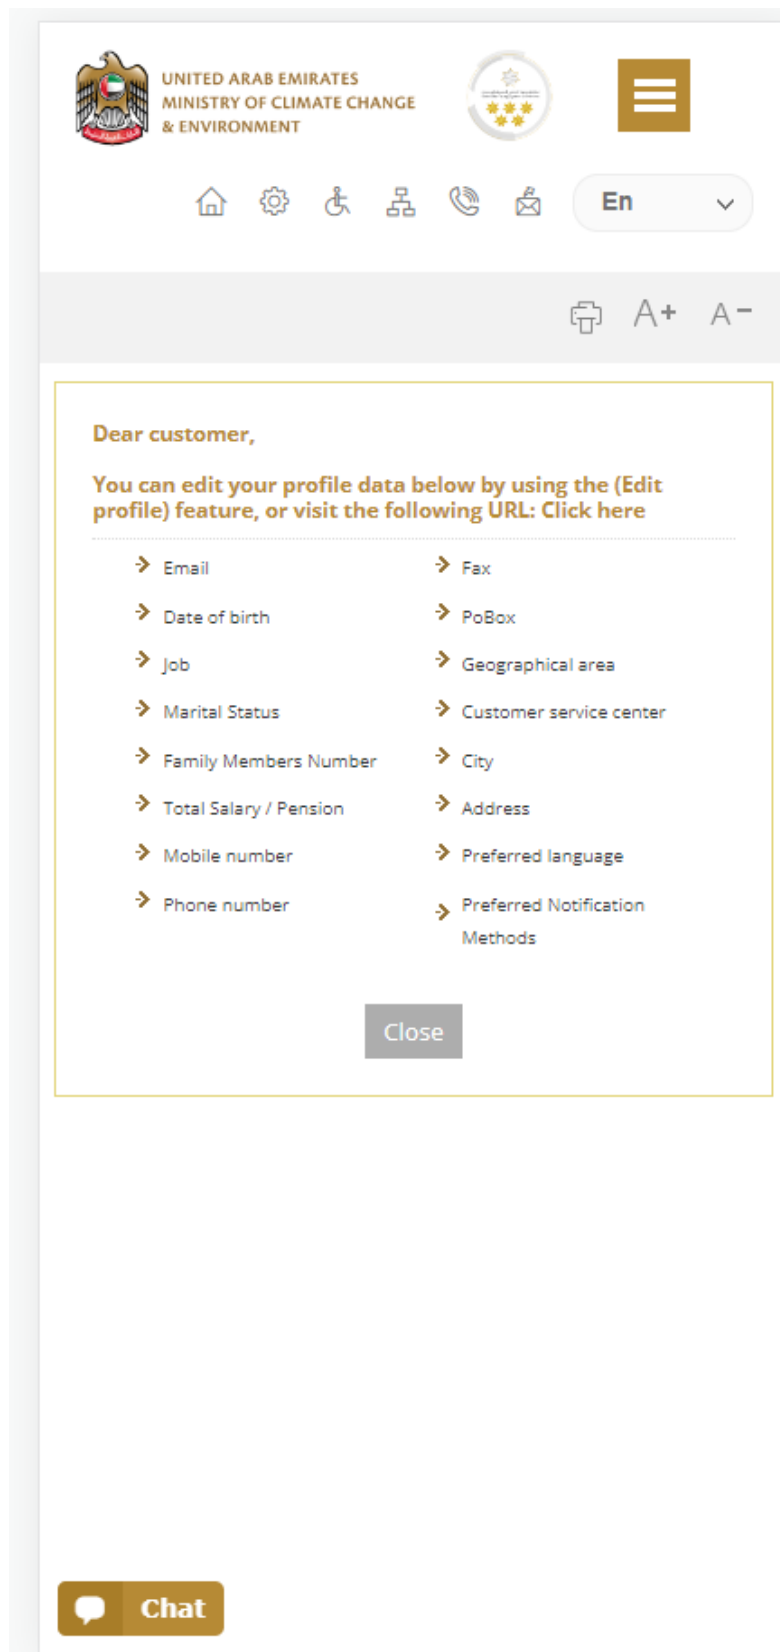 UNITED ARAB EMIRATES
MINISTRY OF CLIMATE CHANGE
& ENVIRONMENT
En
A+ A-
Dear customer,
You can edit your profile data below by using the (Edit
profile) feature, or visit the following URL: Click here
Email
Fax
Date of birth
PoBox
Job
Geographical area
Marital Status
Customer service center
Family Members Number
City
Total Salary / Pension
Address
Mobile number
Preferred language
Phone number
Preferred Notification
Methods
Close
Chat